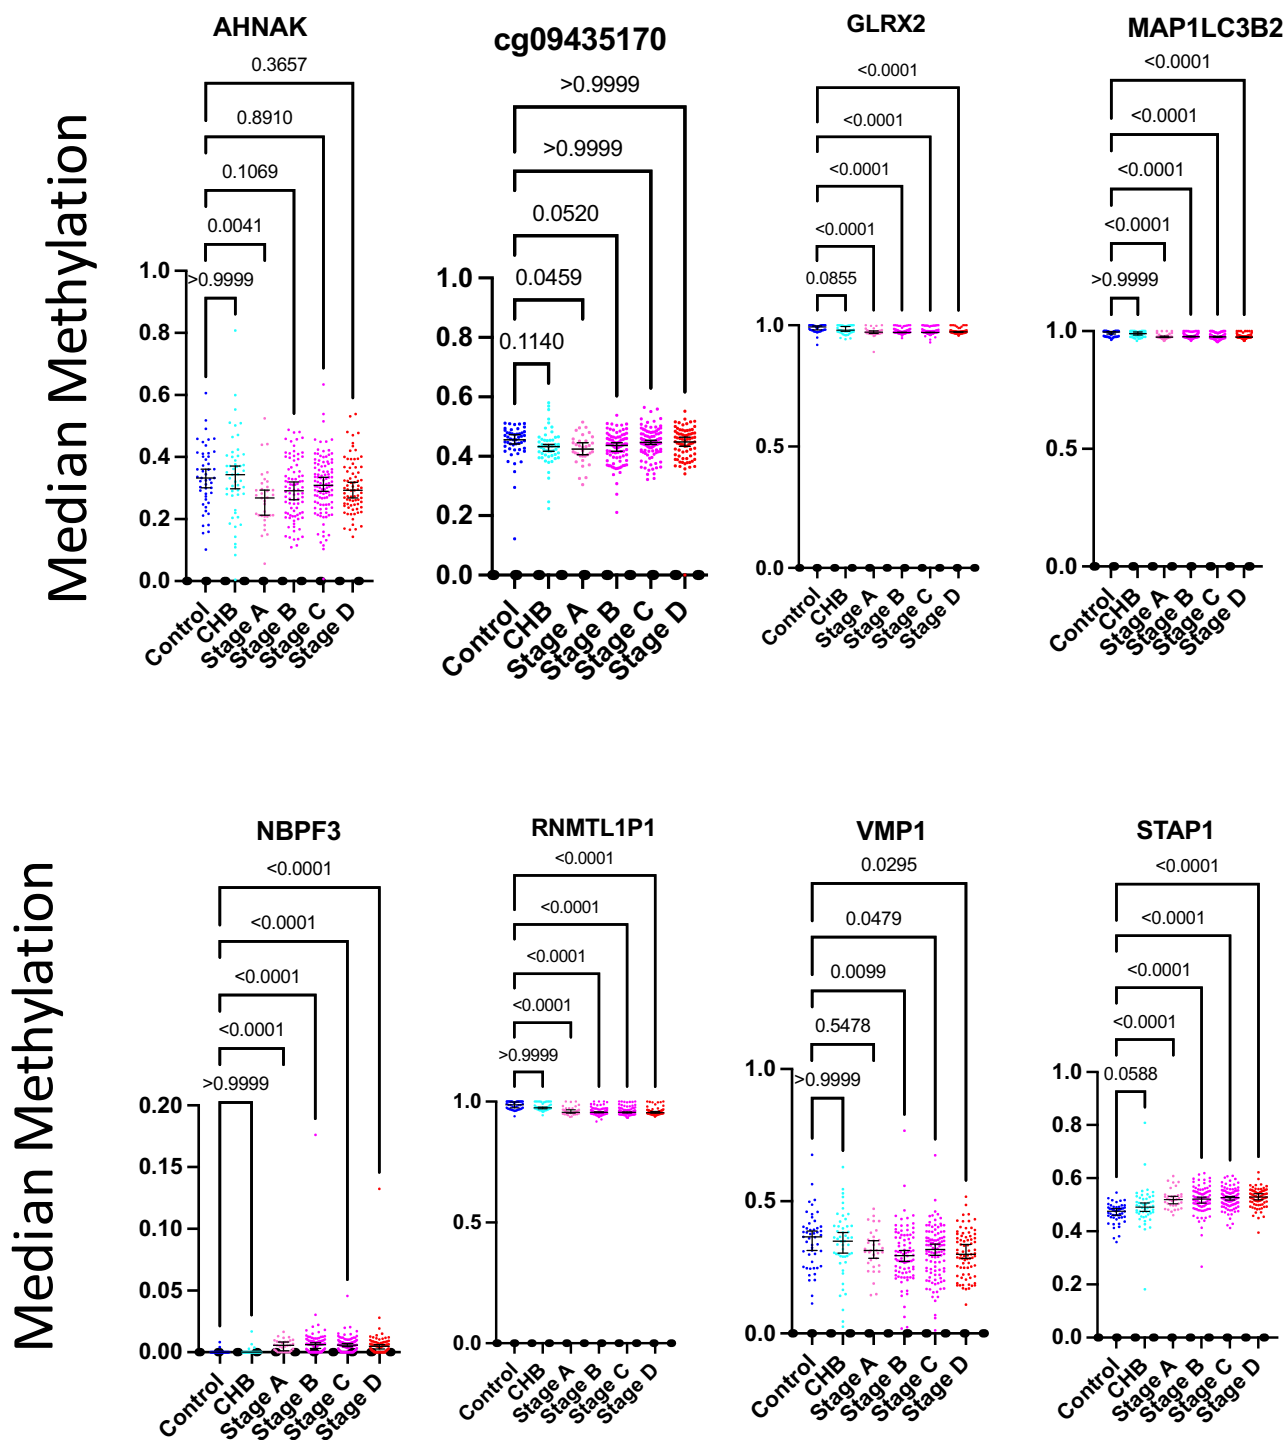 Median Methylation
AHNAK
0.3657
0.8910
0.1069
0.0041
>0.9999
1.0
0.8
0.6
0.4
0.2
0.0
Control
CHB
Stage A
Stage B
Stage C
Stage D
cg09435170
>0.9999
>0.9999
0.0520
0.0459
0.1140
1.0
0.8
0.6
0.4
0.2
0.0
Control
CHB
Stage A
Stage B
Stage C
Stage D
GLRX2
<0.0001
<0.0001
<0.0001
<0.0001
0.0855
1.0
0.5
0.0
Control
CHB
Stage A
Stage B
Stage C
Stage D
MAP1LC3B2
<0.0001
<0.0001
<0.0001
<0.0001
>0.9999
1.0
0.5
0.0
Control
CHB
Stage A
Stage B
Stage C
Stage D
Median Methylation
NBPF3
<0.0001
<0.0001
<0.0001
<0.0001
>0.9999
0.20
0.15
0.10
0.05
0.00
Control
CHB
Stage A
Stage B
Stage C
Stage D
RNMTL1P1
<0.0001
<0.0001
<0.0001
<0.0001
>0.9999
1.0
0.5
0.0
Control
CHB
Stage A
Stage B
Stage C
Stage D
VMP1
0.0295
0.0479
0.0099
0.5478
>0.9999
1.0
0.5
0.0
Control
CHB
Stage A
Stage B
Stage C
Stage D
STAP1
<0.0001
<0.0001
<0.0001
<0.0001
0.0588
1.0
0.8
0.6
0.4
0.2
0.0
Control
CHB
Stage A
Stage B
Stage C
Stage D